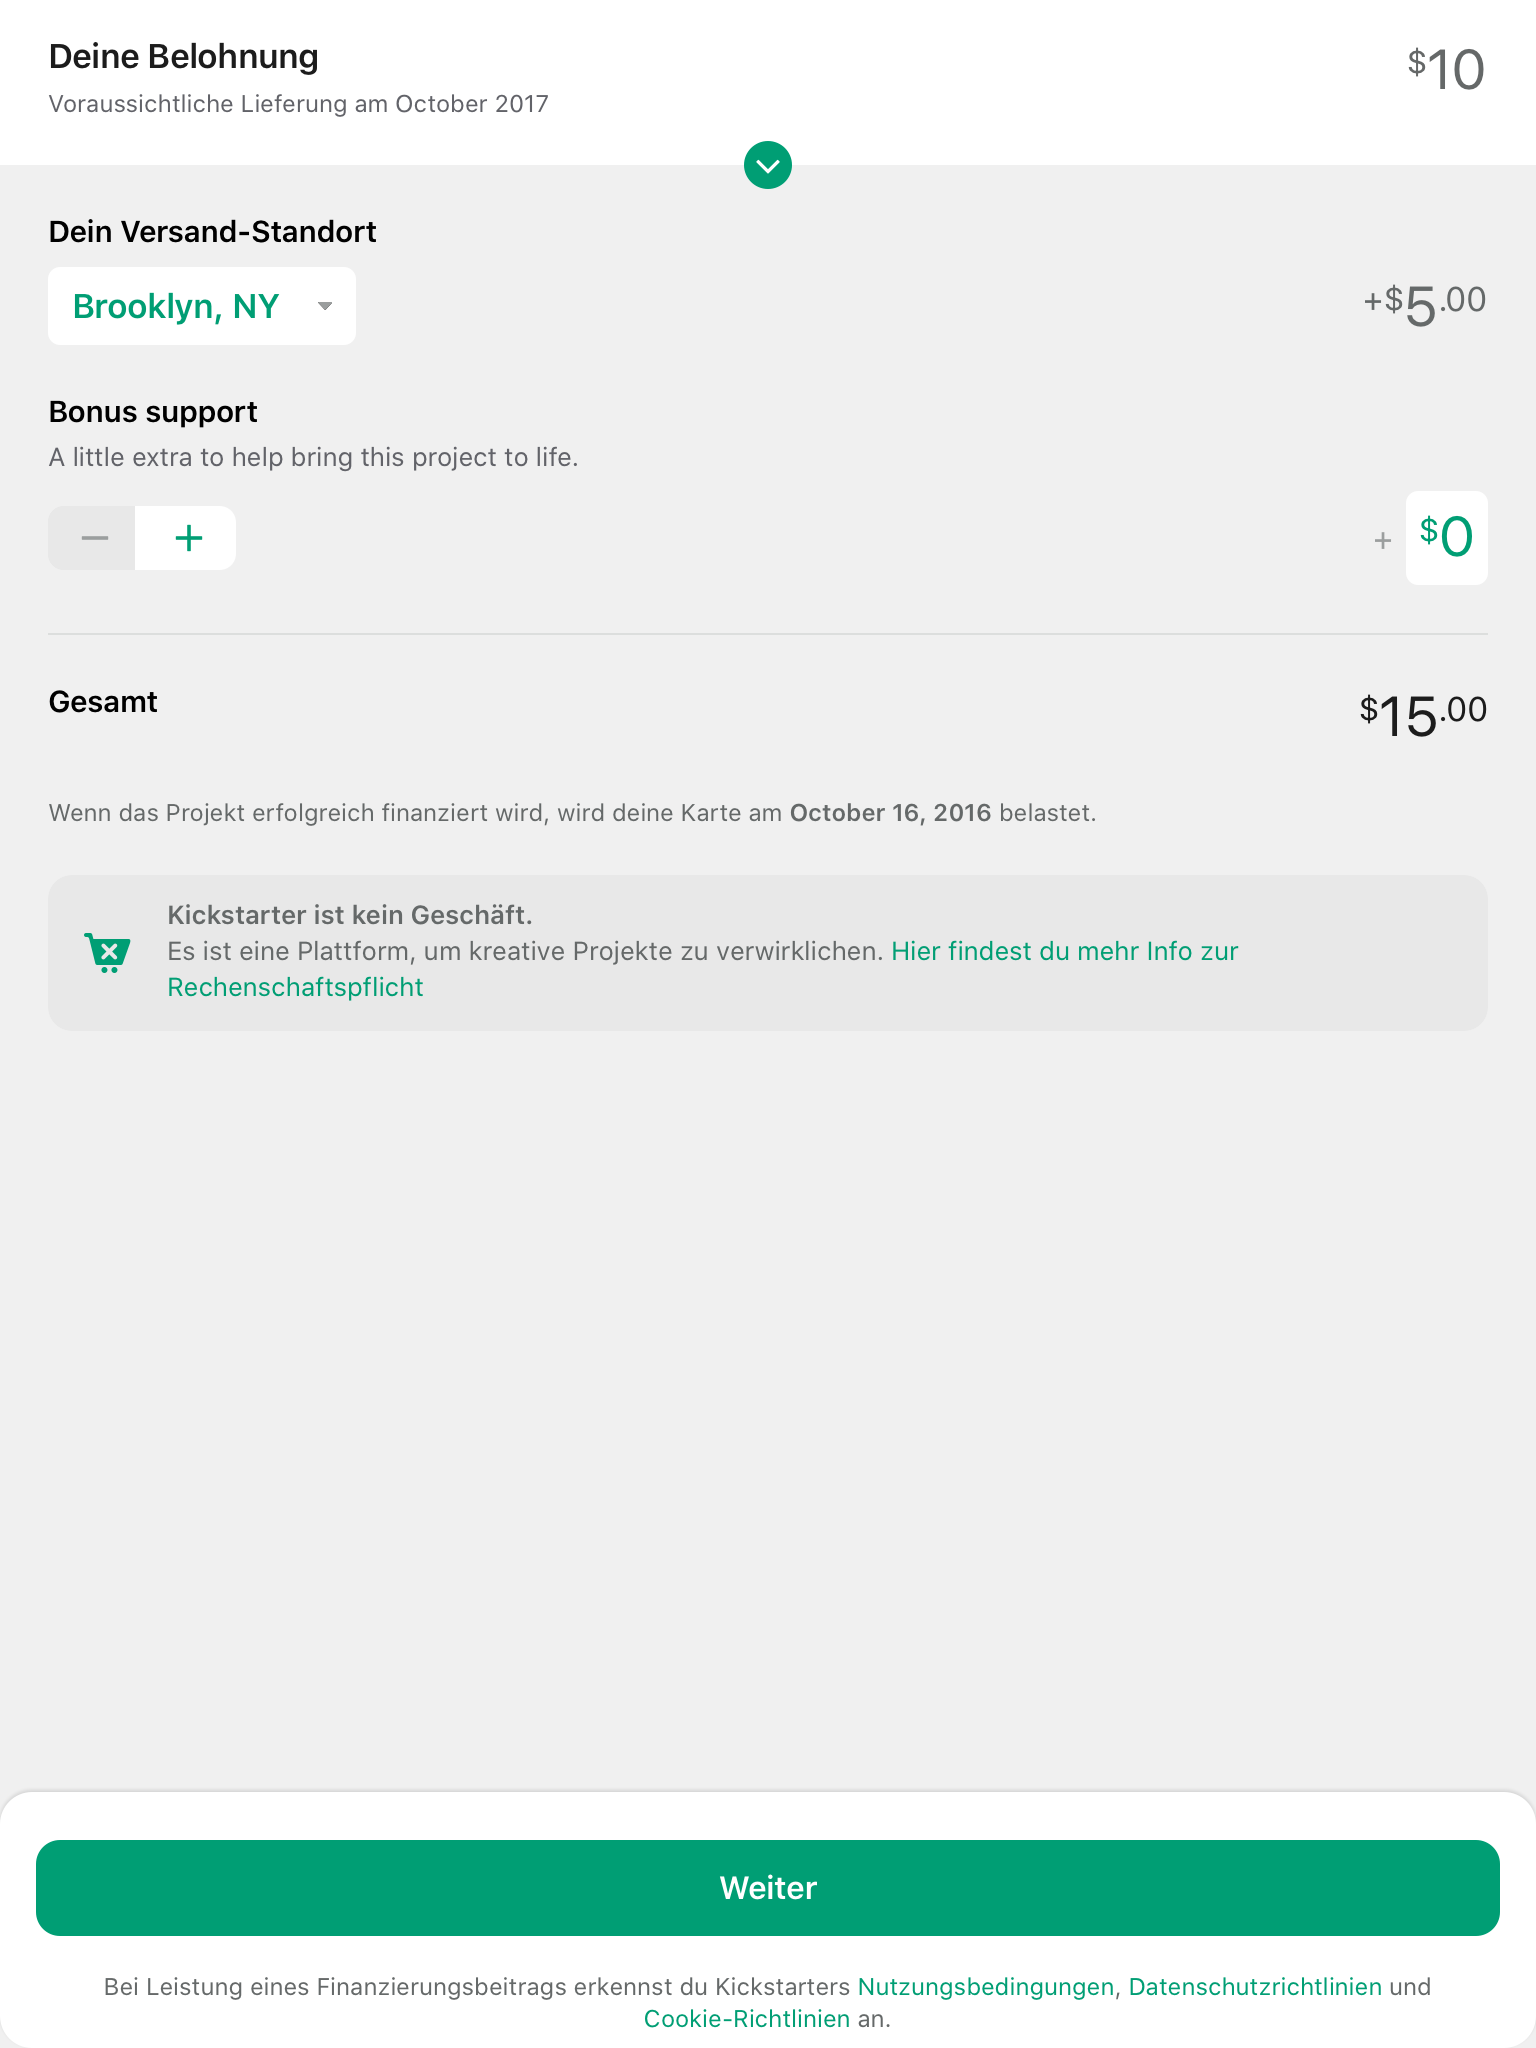 Deine Belohnung
$10
Voraussichtliche Lieferung am October 2017
Dein Versand-Standort
Brooklyn, NY
+$5.00
Bonus support
A little extra to help bring this project to life.
+ $0
Gesamt
$15.00
Wenn das Projekt erfolgreich finanziert wird, wird deine Karte am October 16, 2016 belastet.
Kickstarter ist kein Geschäft.
Es ist eine Plattform, um kreative Projekte zu verwirklichen. Hier findest du mehr Info zur
Rechenschaftspflicht
Weiter
Bei Leistung eines Finanzierungsbeitrags erkennst du Kickstarters Nutzungsbedingungen, Datenschutzrichtlinien und
Cookie-Richtlinien an.